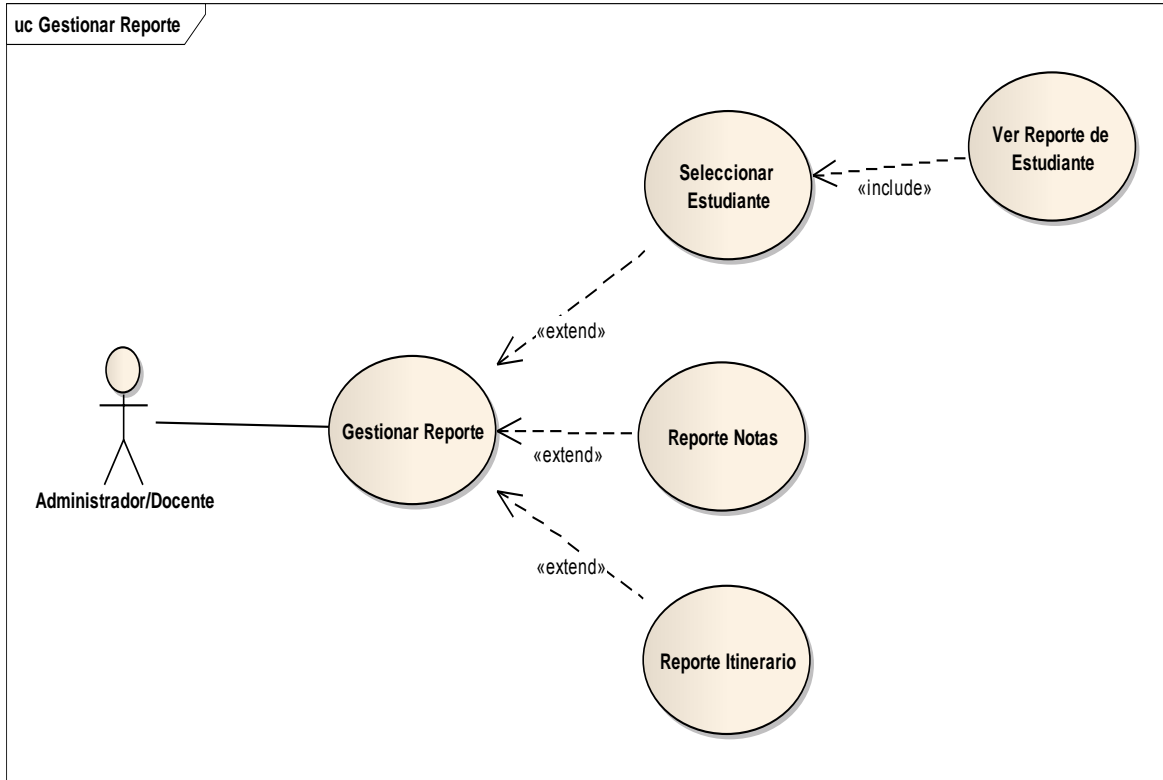 uc Gestionar Reporte
Ver Reporte de
Estudiante
Seleccionar
Estudiante
«include»
«extend»
Gestionar Reporte
«extend»
Reporte Notas
Administrador/Docente
«extend»
Reporte Itinerario